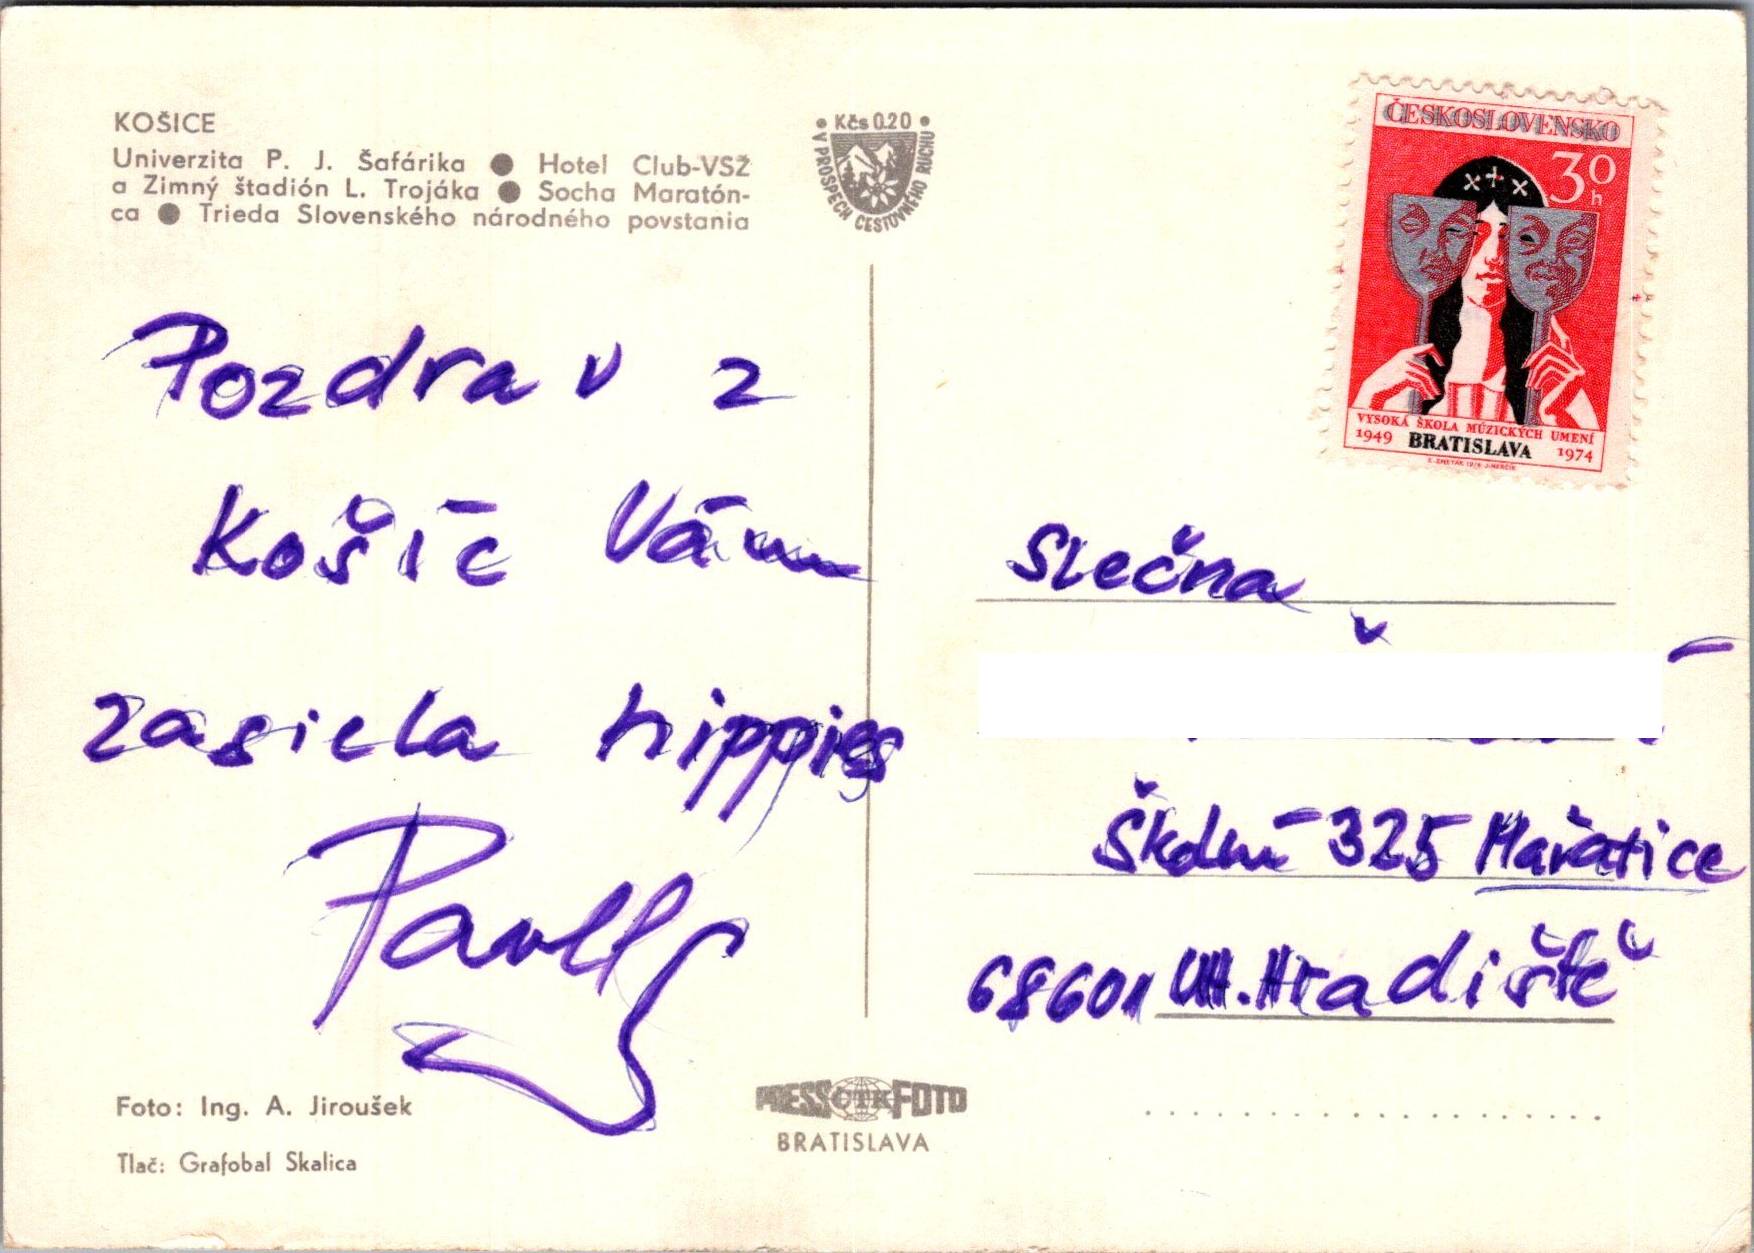 KOŠICE
Univerzita P. J. Šafárika ● Hotel Club-VSŽ
a Zimný štadión L. Trojáka ● Socha Maratón-
ca ● Trieda Slovenského národného povstania
Kčs 0.20
V PROSPECH CESTOVNÉHO RUCHU
ČESKOSLOVENSKO
30
h
VYSOKÁ ŠKOLA MÚZICKÝCH UMENÍ
1949 BRATISLAVA 1974
Pozdrav z
Košíc Vám
zasiela hippies
Slečna
Školní 325 Mařatice
68601 UH. Hradiště
Foto: Ing. A. Jiroušek
Tlač: Grafobal Skalica
PRESS ČTK FOTO
BRATISLAVA